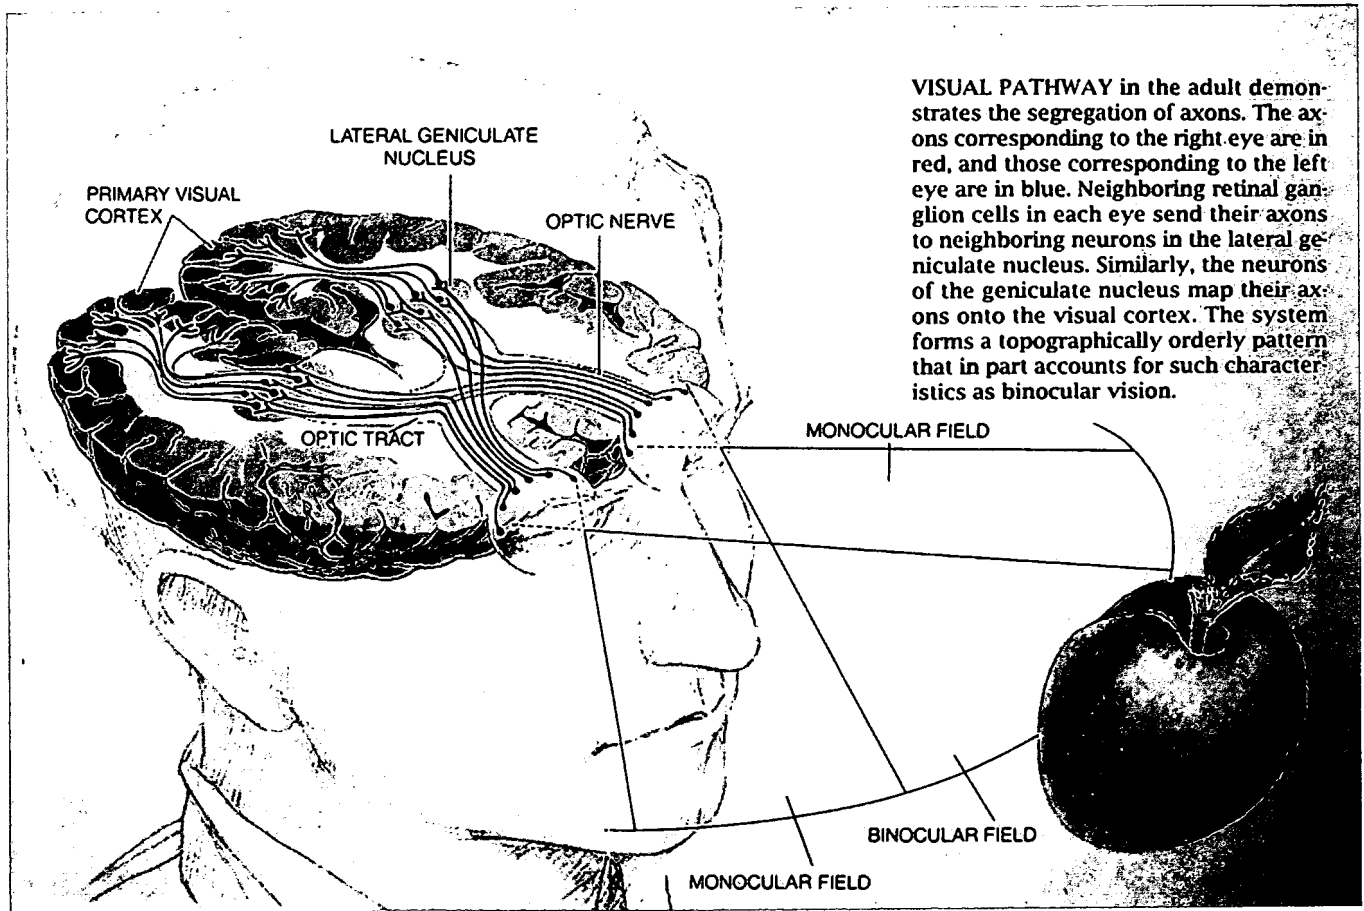 VISUAL PATHWAY in the adult demon-
strates the segregation of axons. The ax-
ons corresponding to the right eye are in
red, and those corresponding to the left
eye are in blue. Neighboring retinal gan-
glion cells in each eye send their axons
to neighboring neurons in the lateral ge-
niculate nucleus. Similarly, the neurons
of the geniculate nucleus map their ax-
ons onto the visual cortex. The system
forms a topographically orderly pattern
that in part accounts for such character-
istics as binocular vision.
LATERAL GENICULATE
NUCLEUS
PRIMARY VISUAL
CORTEX
OPTIC NERVE
OPTIC TRACT
MONOCULAR FIELD
BINOCULAR FIELD
MONOCULAR FIELD